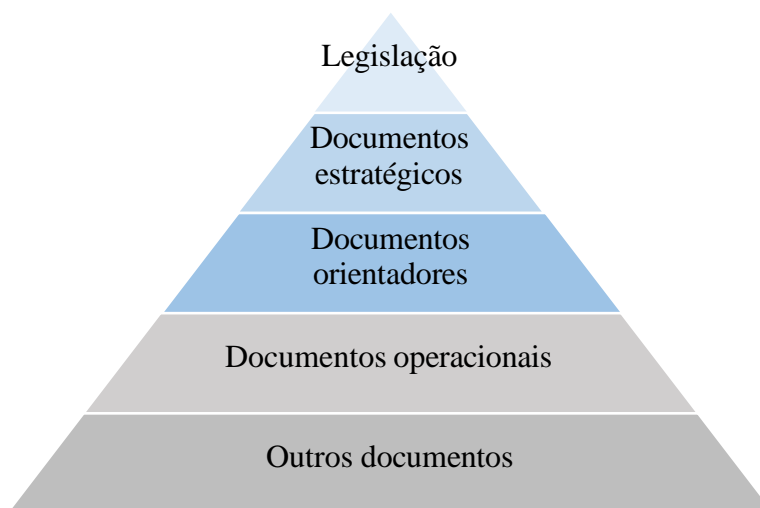 Legislação
Documentos
estratégicos
Documentos
orientadores
Documentos operacionais
Outros documentos